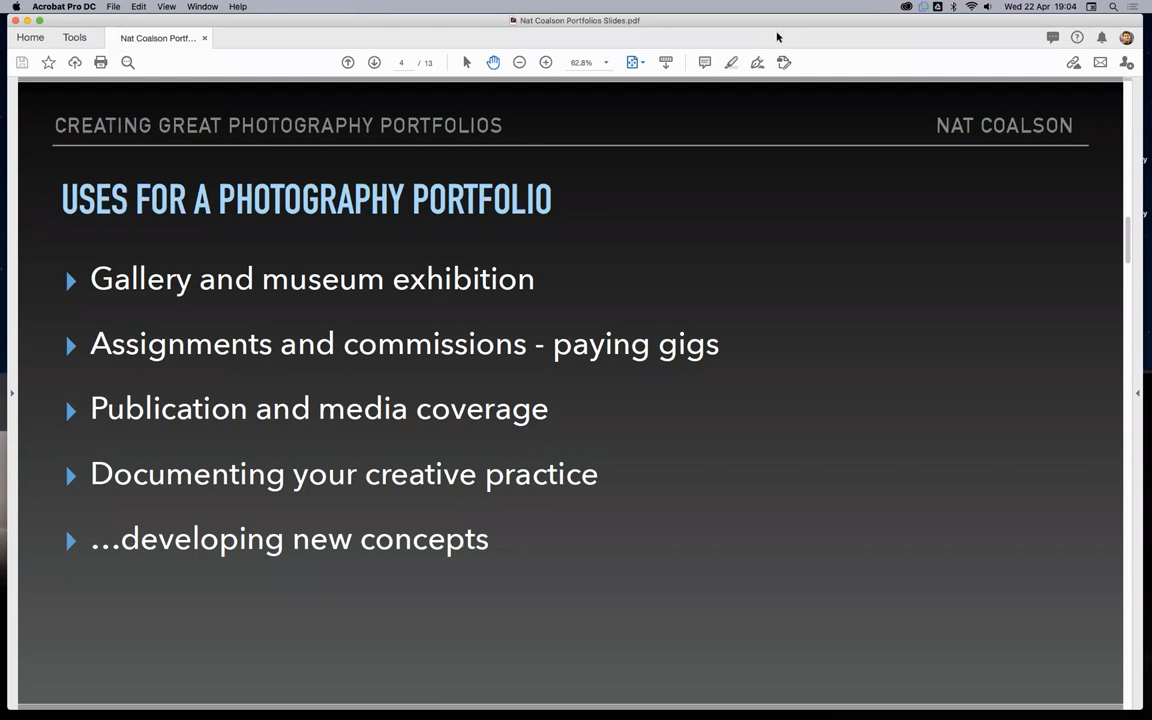 Acrobat Pro DC File Edit View Window Help Wed 22 Apr 19:04
Nat Coalson Portfolios Slides.pdf
Home Tools Nat Coalson Portf... ×
4 / 13 62.8%
CREATING GREAT PHOTOGRAPHY PORTFOLIOS NAT COALSON
USES FOR A PHOTOGRAPHY PORTFOLIO
Gallery and museum exhibition
Assignments and commissions - paying gigs
Publication and media coverage
Documenting your creative practice
...developing new concepts